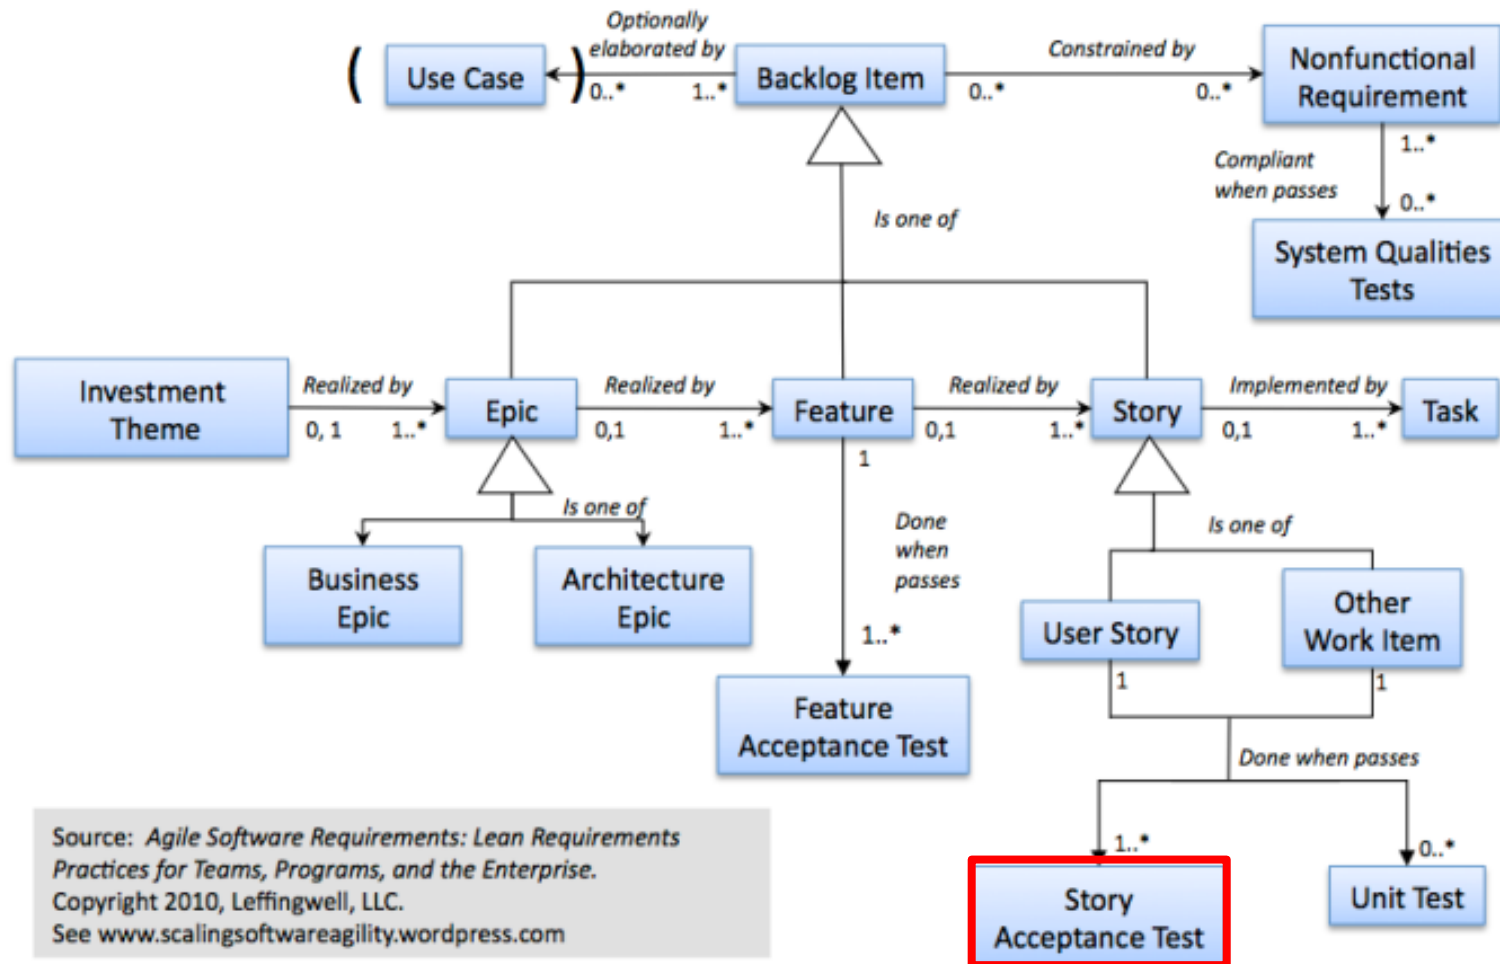 Optionally
elaborated by
Constrained by
( Use Case )
Backlog Item
Nonfunctional
Requirement
0..*
1..*
0..*
0..*
1..*
Compliant
when passes
0..*
Is one of
System Qualities
Tests
Investment
Theme
Realized by
0, 1
1..*
Epic
Realized by
0,1
1..*
Feature
Realized by
0,1
1..*
Story
Implemented by
0,1
1..*
Task
1
Is one of
Done
when
passes
Is one of
Business
Epic
Architecture
Epic
1..*
User Story
Other
Work Item
1
1
Feature
Acceptance Test
Done when passes
1..*
0..*
Story
Acceptance Test
Unit Test
Source: Agile Software Requirements: Lean Requirements
Practices for Teams, Programs, and the Enterprise.
Copyright 2010, Leffingwell, LLC.
See www.scalingsoftwareagility.wordpress.com